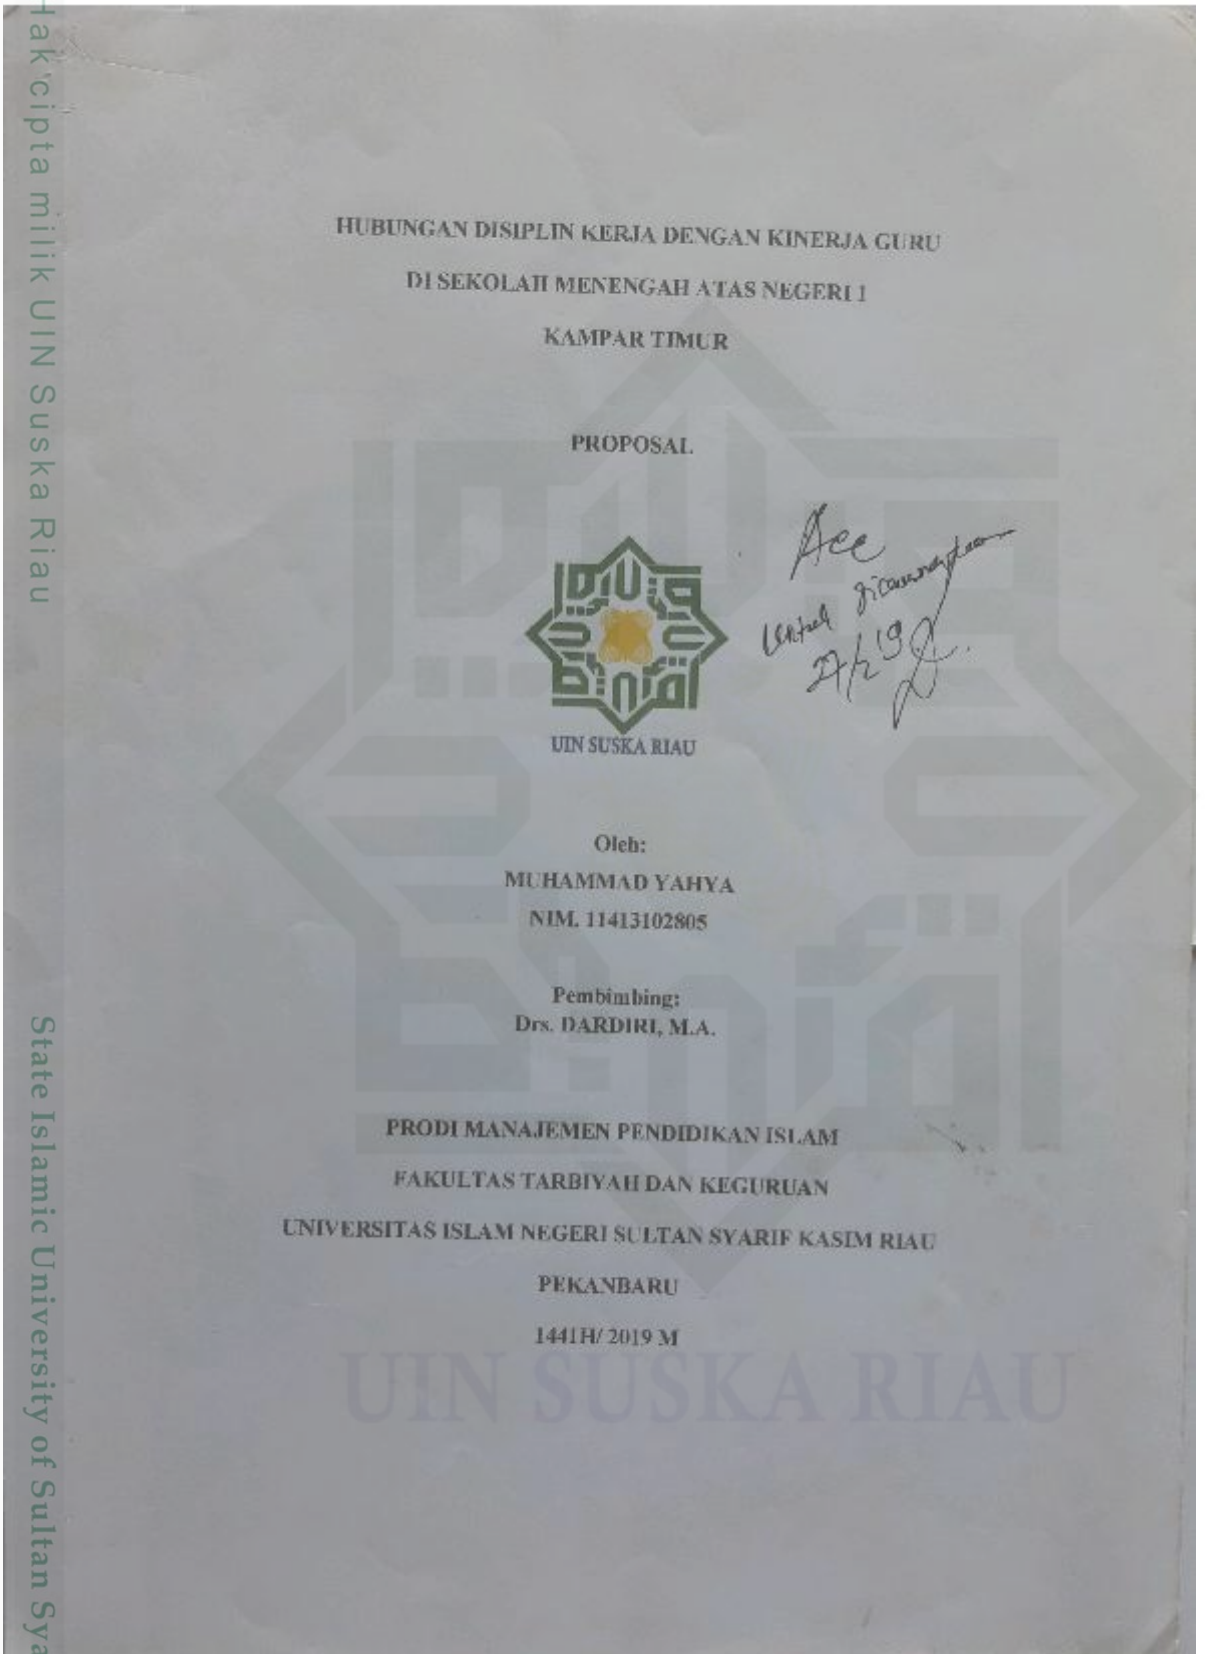 Hak cipta milik UIN Suska Riau
State Islamic University of Sultan Sya
HUBUNGAN DISIPLIN KERJA DENGAN KINERJA GURU
DI SEKOLAH MENENGAH ATAS NEGERI 1
KAMPAR TIMUR
PROPOSAL
Acc
untuk
27/2 19
UIN SUSKA RIAU
Oleh:
MUHAMMAD YAHYA
NIM. 11413102805
Pembimbing:
Drs. DARDIRI, M.A.
PRODI MANAJEMEN PENDIDIKAN ISLAM
FAKULTAS TARBIYAH DAN KEGURUAN
UNIVERSITAS ISLAM NEGERI SULTAN SYARIF KASIM RIAU
PEKANBARU
1441H/ 2019 M
UIN SUSKA RIAU